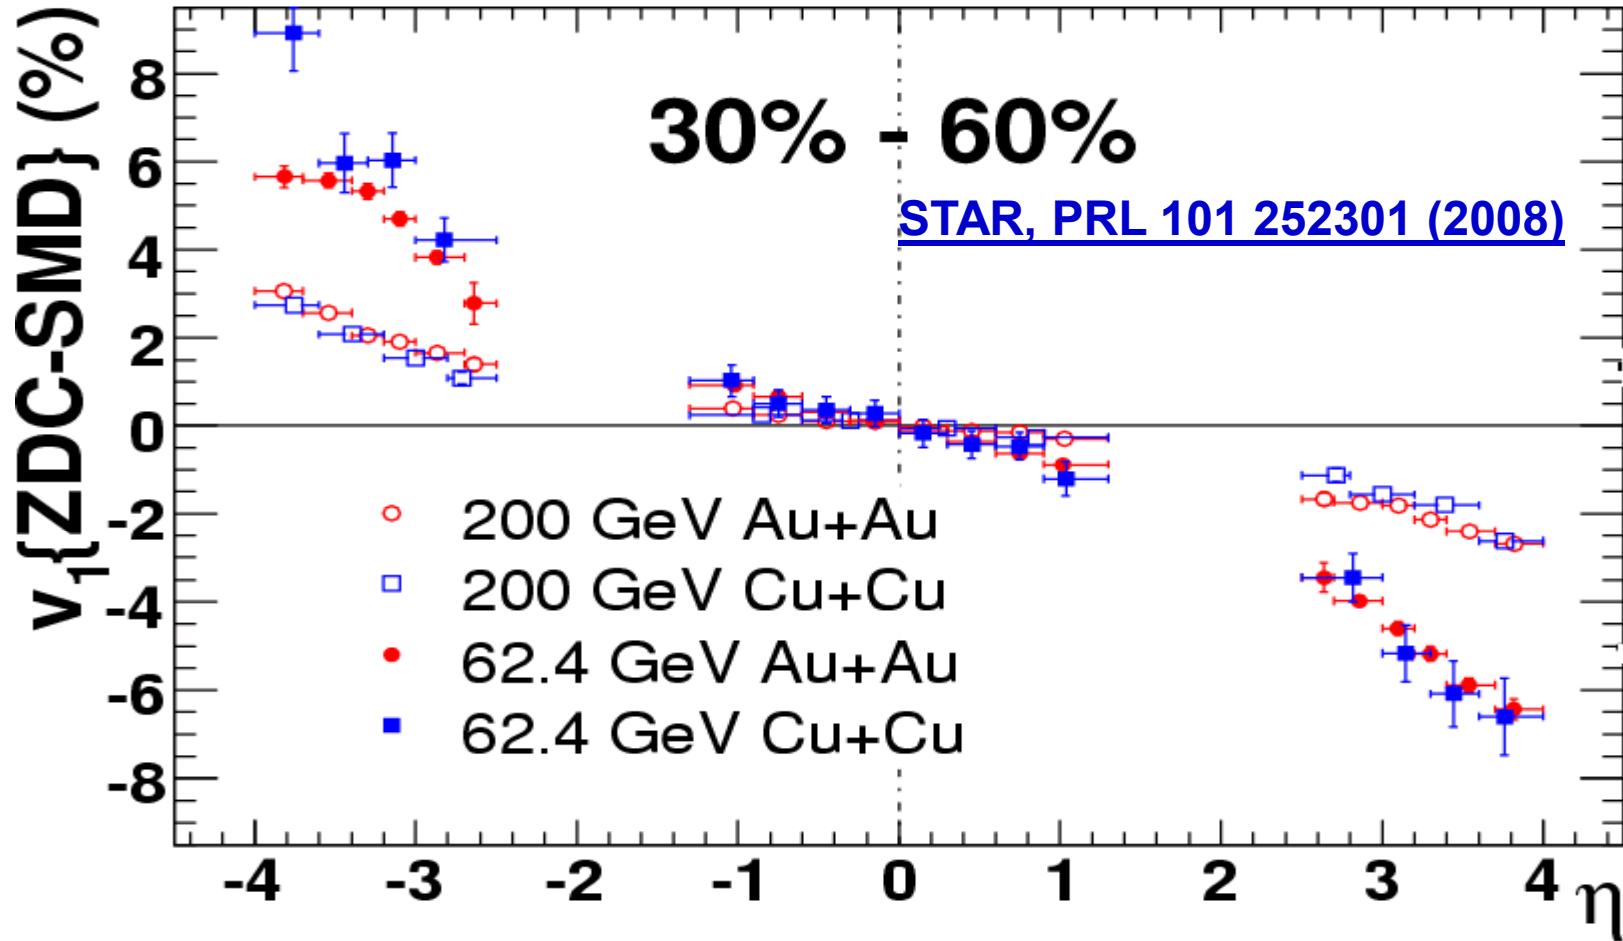 v1{ZDC-SMD} (%)
8
6
4
2
0
-2
-4
-6
-8
30% - 60%
STAR, PRL 101 252301 (2008)
200 GeV Au+Au
200 GeV Cu+Cu
62.4 GeV Au+Au
62.4 GeV Cu+Cu
-4 -3 -2 -1 0 1 2 3 4 η